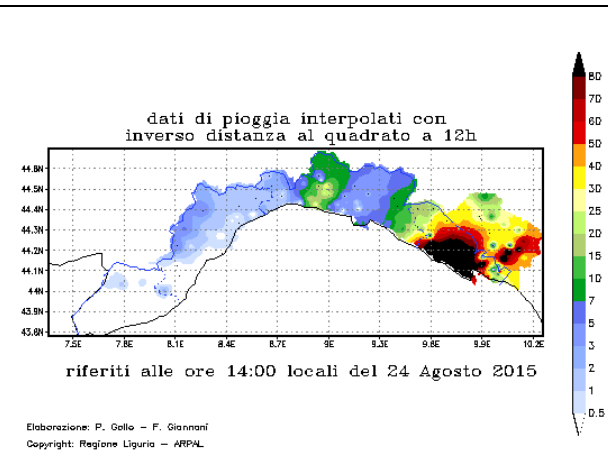 dati di pioggia interpolati con
inverso distanza al quadrato a 12h
44.6N
44.5N
44.4N
44.3N
44.2N
44.1N
44N
43.9N
43.8N
7.5E
7.8E
8.1E
8.4E
8.7E
9E
9.3E
9.6E
9.9E
10.2E
80
70
60
50
40
30
25
20
15
10
7
5
3
2
1
0.5
riferiti alle ore 14:00 locali del 24 Agosto 2015
Elaborazione: P. Gollo - F. Giannoni
Copyright: Regione Liguria - ARPAL